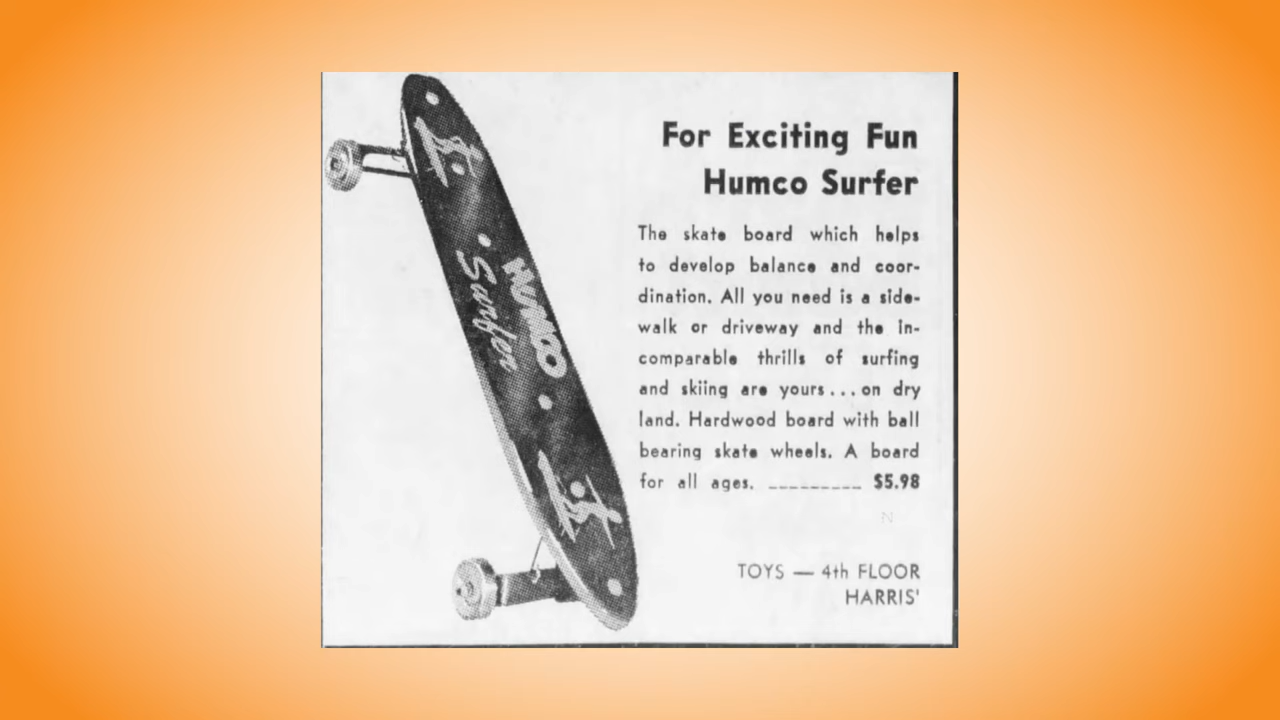 HUMCO
Surfer
For Exciting Fun
Humco Surfer
The skate board which helps
to develop balance and coor-
dination. All you need is a side-
walk or driveway and the in-
comparable thrills of surfing
and skiing are yours...on dry
land. Hardwood board with ball
bearing skate wheels. A board
for all ages. _________ $5.98
N
TOYS — 4th FLOOR
HARRIS'